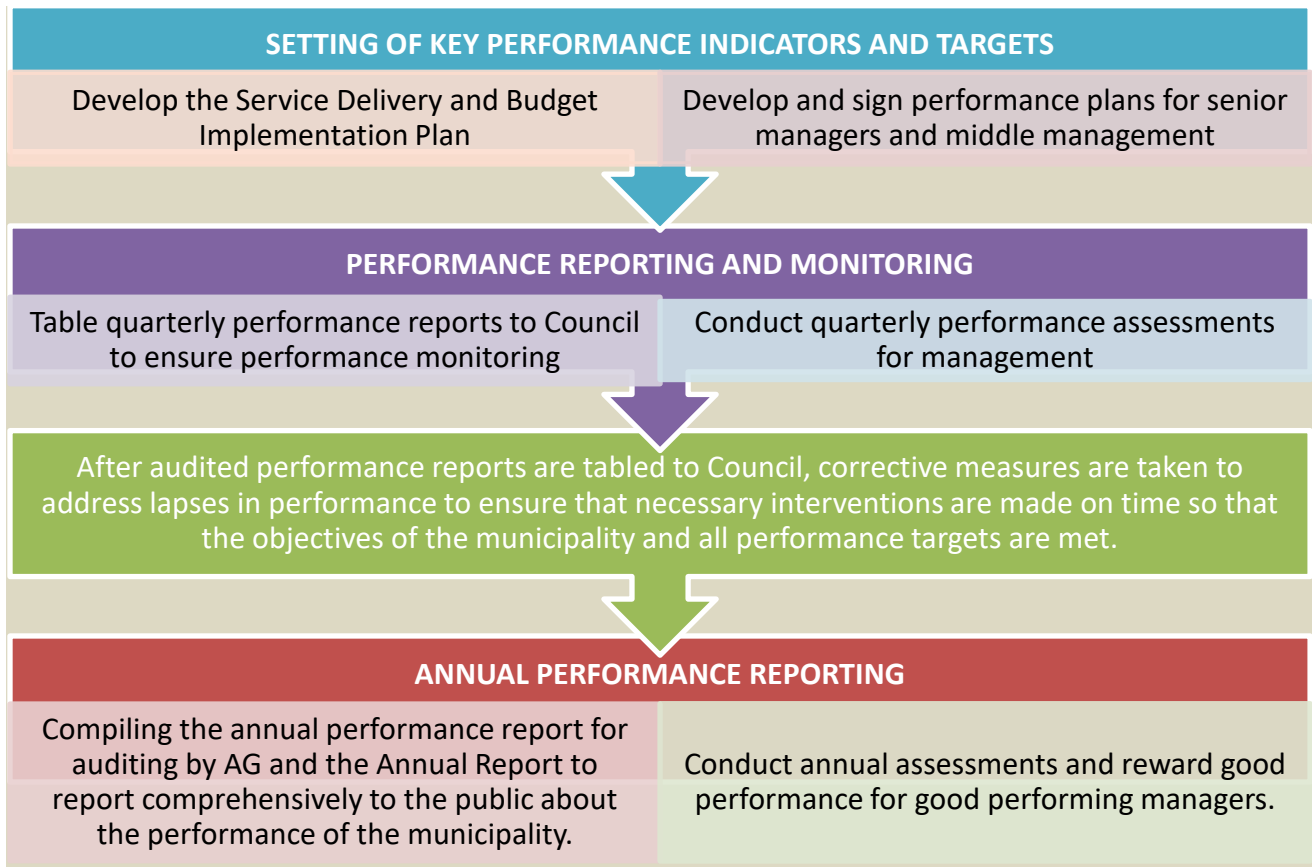 SETTING OF KEY PERFORMANCE INDICATORS AND TARGETS
Develop the Service Delivery and Budget
Implementation Plan
Develop and sign performance plans for senior
managers and middle management
PERFORMANCE REPORTING AND MONITORING
Table quarterly performance reports to Council
to ensure performance monitoring
Conduct quarterly performance assessments
for management
After audited performance reports are tabled to Council, corrective measures are taken to
address lapses in performance to ensure that necessary interventions are made on time so that
the objectives of the municipality and all performance targets are met.
ANNUAL PERFORMANCE REPORTING
Compiling the annual performance report for
auditing by AG and the Annual Report to
report comprehensively to the public about
the performance of the municipality.
Conduct annual assessments and reward good
performance for good performing managers.